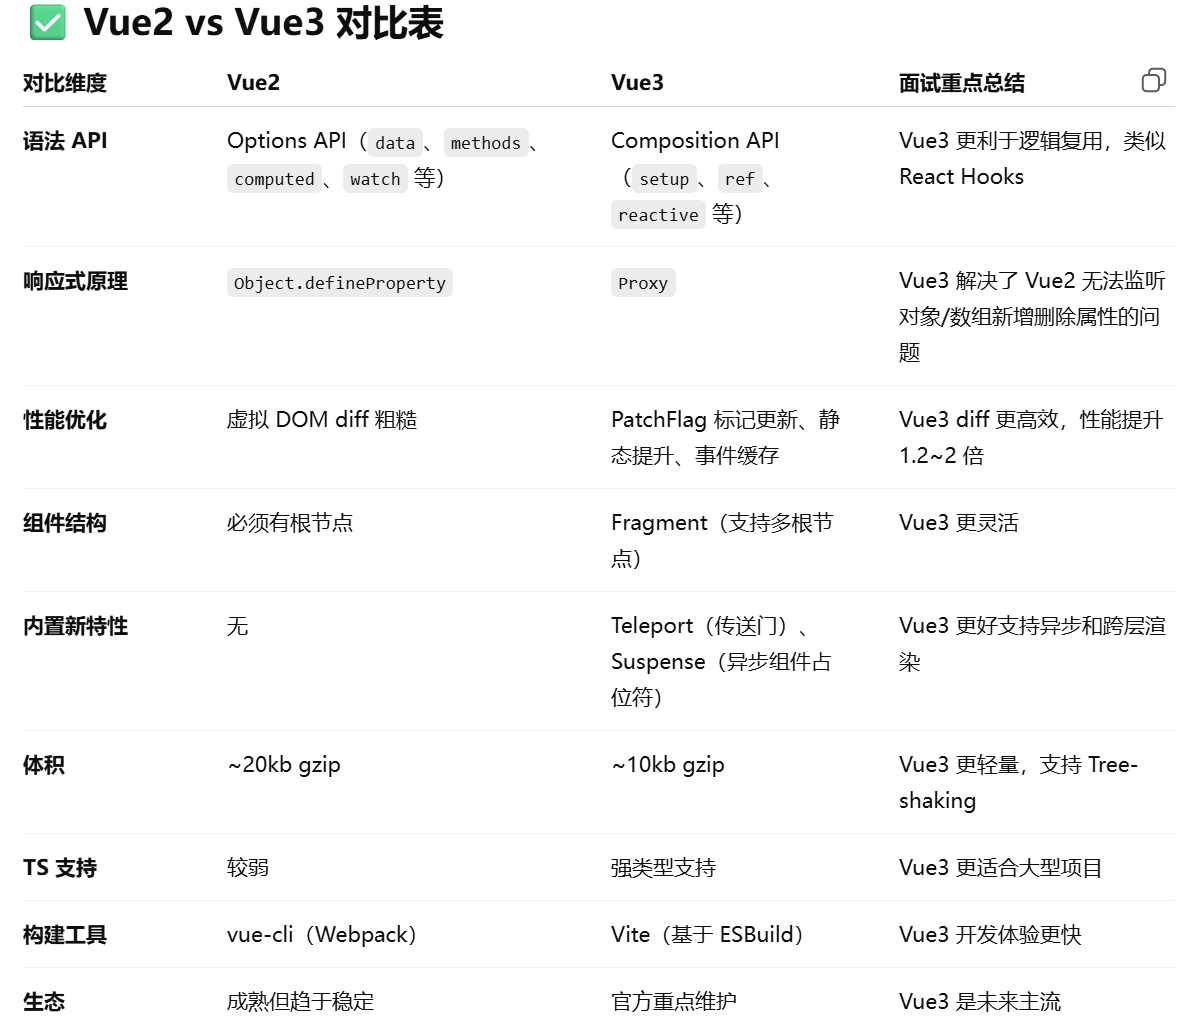 ✅ Vue2 vs Vue3 对比表
对比维度 Vue2 Vue3 面试重点总结
语法 API Options API（data、methods、 Composition API Vue3 更利于逻辑复用，类似
computed、watch 等） （setup、ref、 React Hooks
reactive 等）
响应式原理 Object.defineProperty Proxy Vue3 解决了 Vue2 无法监听
对象/数组新增删除属性的问
题
性能优化 虚拟 DOM diff 粗糙 PatchFlag 标记更新、静 Vue3 diff 更高效，性能提升
态提升、事件缓存 1.2~2 倍
组件结构 必须有根节点 Fragment（支持多根节 Vue3 更灵活
点）
内置新特性 无 Teleport（传送门）、 Vue3 更好支持异步和跨层渲
Suspense（异步组件占 染
位符）
体积 ~20kb gzip ~10kb gzip Vue3 更轻量，支持 Tree-
shaking
TS 支持 较弱 强类型支持 Vue3 更适合大型项目
构建工具 vue-cli（Webpack） Vite（基于 ESBuild） Vue3 开发体验更快
生态 成熟但趋于稳定 官方重点维护 Vue3 是未来主流